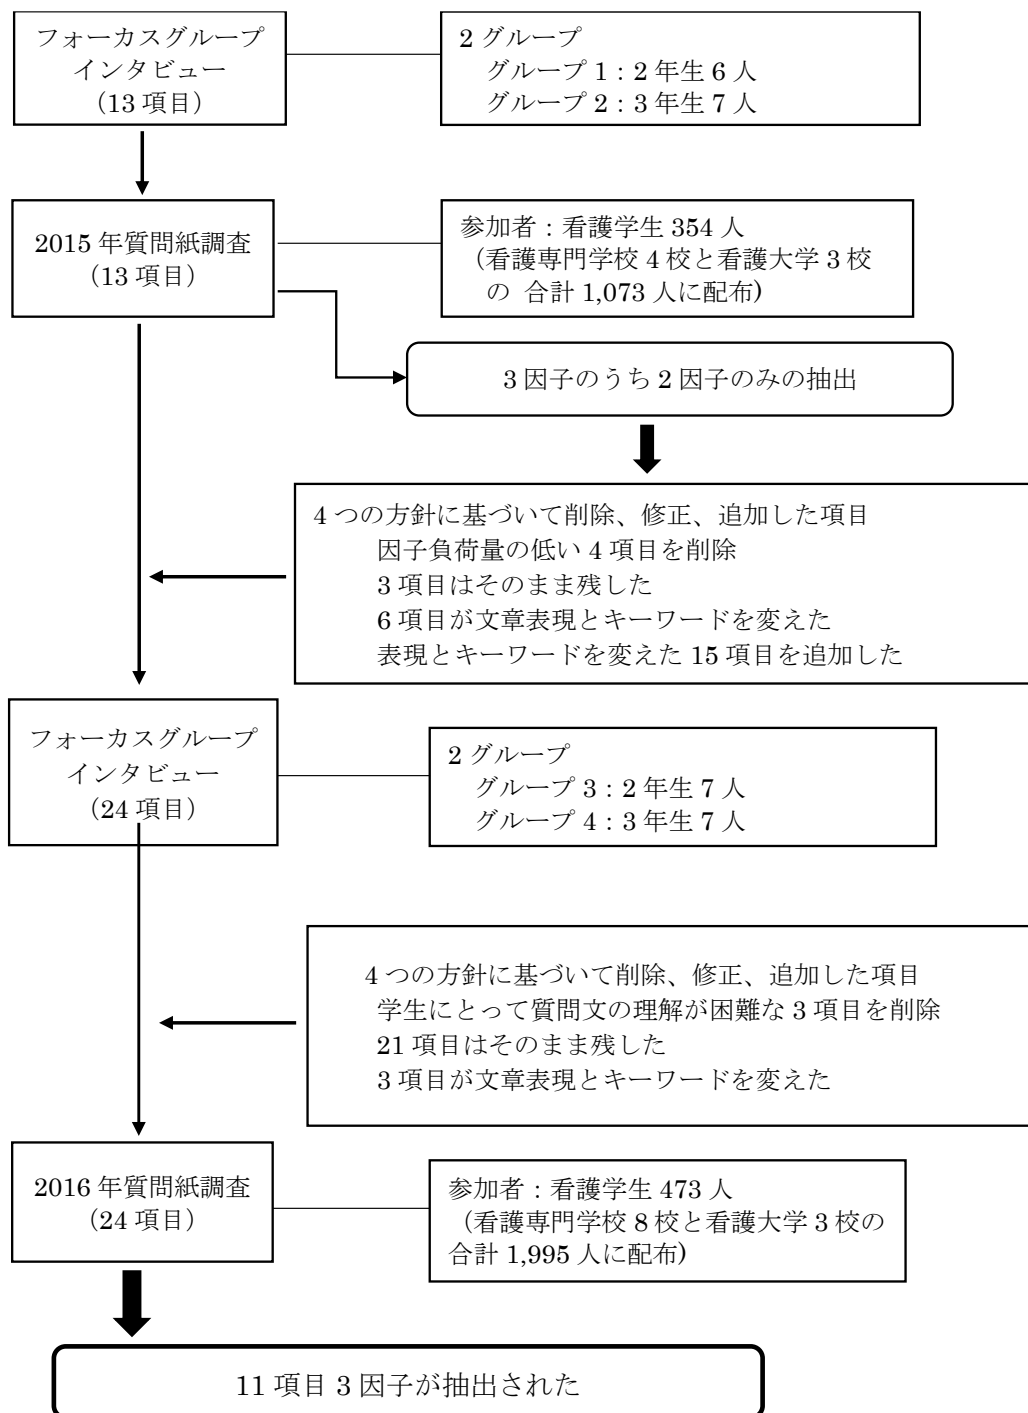 フォーカスグループ
インタビュー
（13 項目）
2 グループ
グループ 1：2 年生 6 人
グループ 2：3 年生 7 人
2015 年質問紙調査
（13 項目）
参加者：看護学生 354 人
（看護専門学校 4 校と看護大学 3 校
の 合計 1,073 人に配布)
3 因子のうち 2 因子のみの抽出
4 つの方針に基づいて削除、修正、追加した項目
因子負荷量の低い 4 項目を削除
3 項目はそのまま残した
6 項目が文章表現とキーワードを変えた
表現とキーワードを変えた 15 項目を追加した
フォーカスグループ
インタビュー
（24 項目）
2 グループ
グループ 3：2 年生 7 人
グループ 4：3 年生 7 人
4 つの方針に基づいて削除、修正、追加した項目
学生にとって質問文の理解が困難な 3 項目を削除
21 項目はそのまま残した
3 項目が文章表現とキーワードを変えた
2016 年質問紙調査
（24 項目）
参加者：看護学生 473 人
（看護専門学校 8 校と看護大学 3 校の
合計 1,995 人に配布)
11 項目 3 因子が抽出された